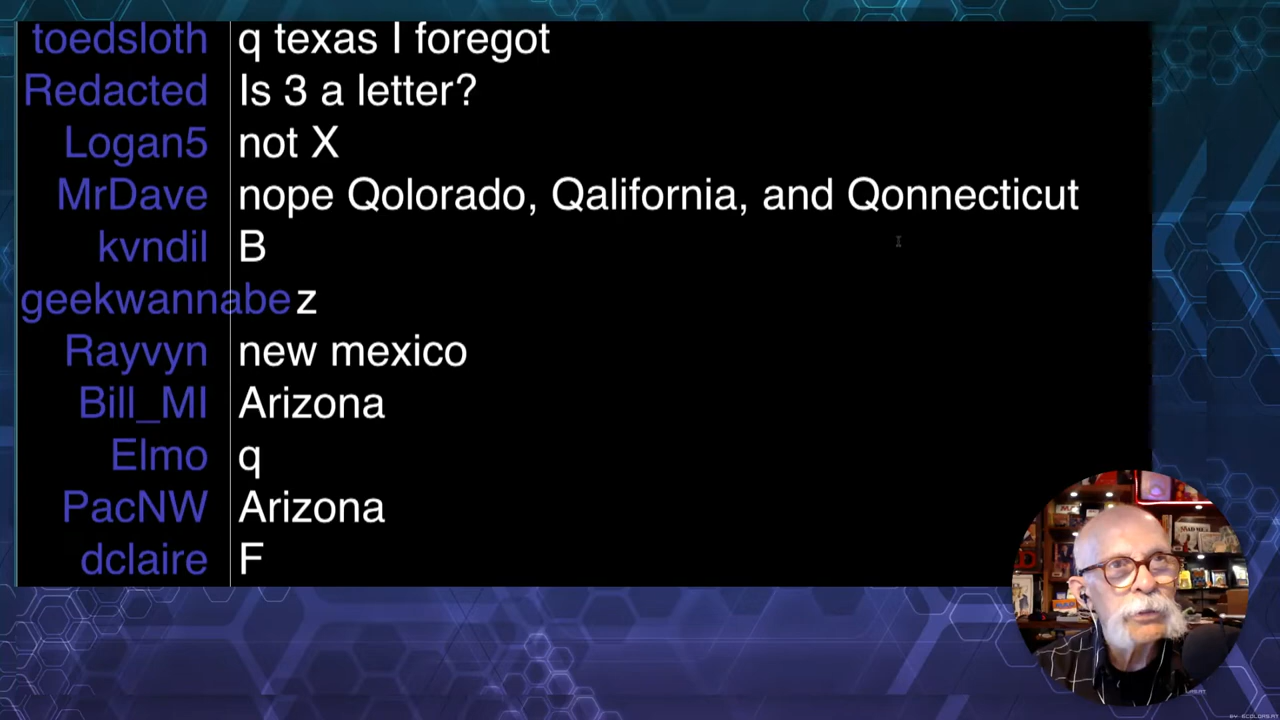 toedsloth q texas I foregot
Redacted Is 3 a letter?
Logan5 not X
MrDave nope Qolorado, Qalifornia, and Qonnecticut
kvndil B
geekwannabe z
Rayvyn new mexico
Bill_MI Arizona
Elmo q
PacNW Arizona
dclaire F